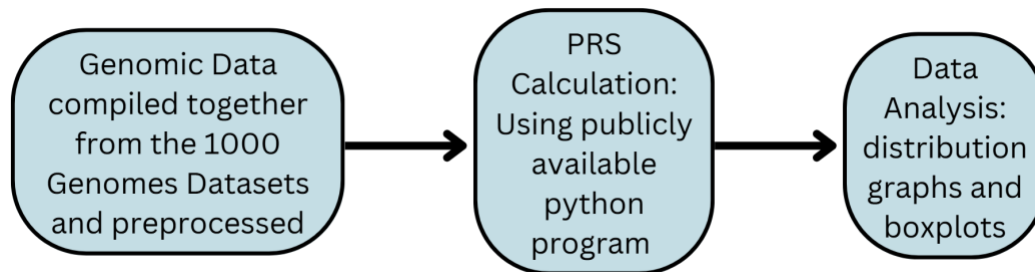 Genomic Data
compiled together
from the 1000
Genomes Datasets
and preprocessed
PRS
Calculation:
Using publicly
available
python
program
Data
Analysis:
distribution
graphs and
boxplots